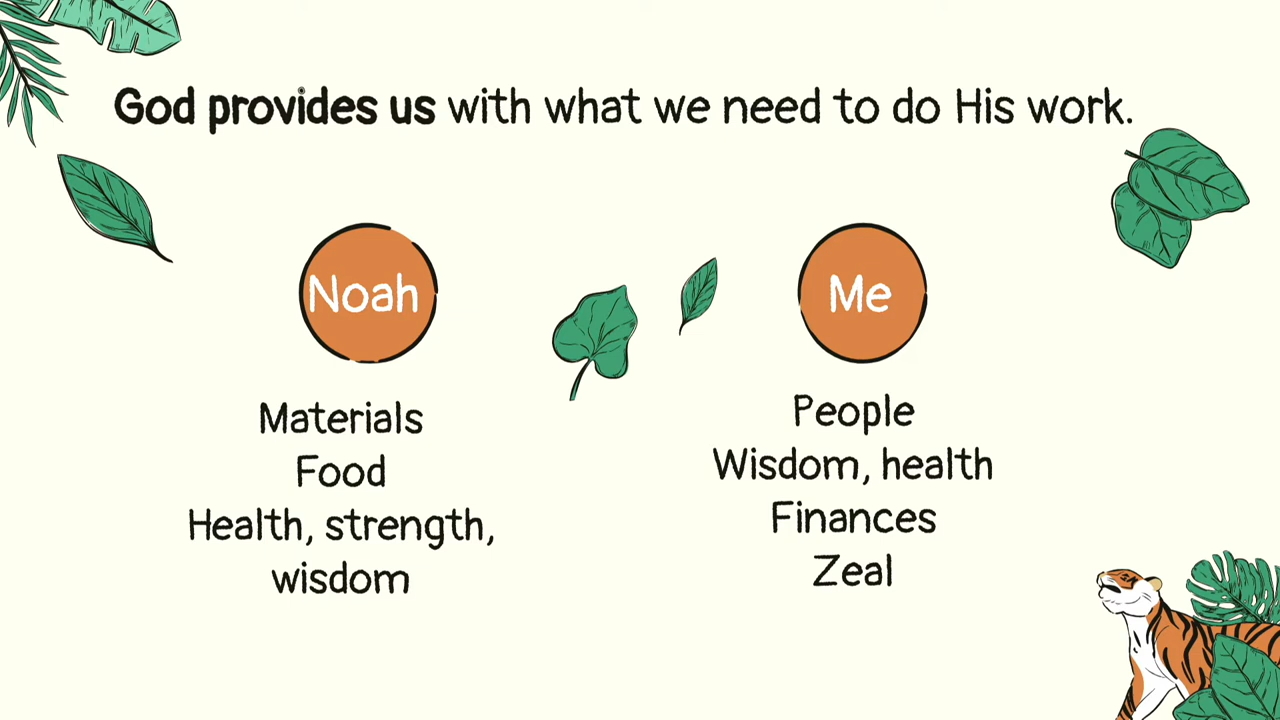 God provides us with what we need to do His work.
Noah
Materials
Food
Health, strength,
wisdom
Me
People
Wisdom, health
Finances
Zeal